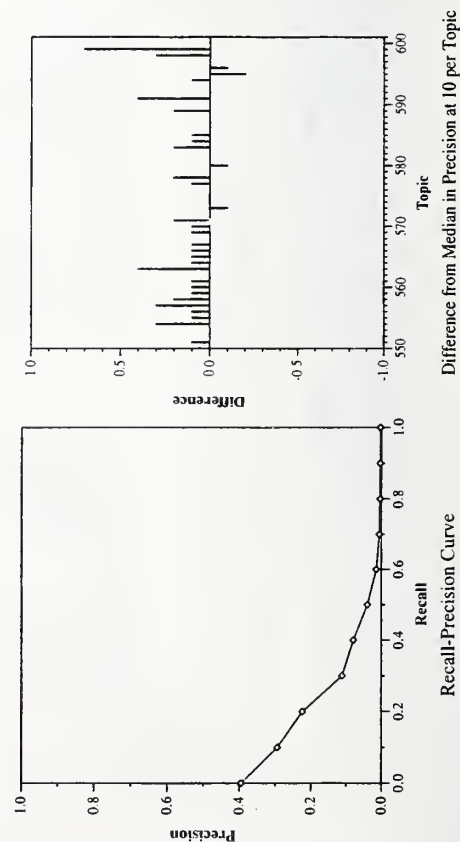 1.0
0.8
0.6
0.4
0.2
0.0
Precision
0.0 0.2 0.4 0.6 0.8 1.0
Recall
Recall-Precision Curve
1.0
0.5
0.0
-0.5
-1.0
Difference
550 560 570 580 590 600
Topic
Difference from Median in Precision at 10 per Topic